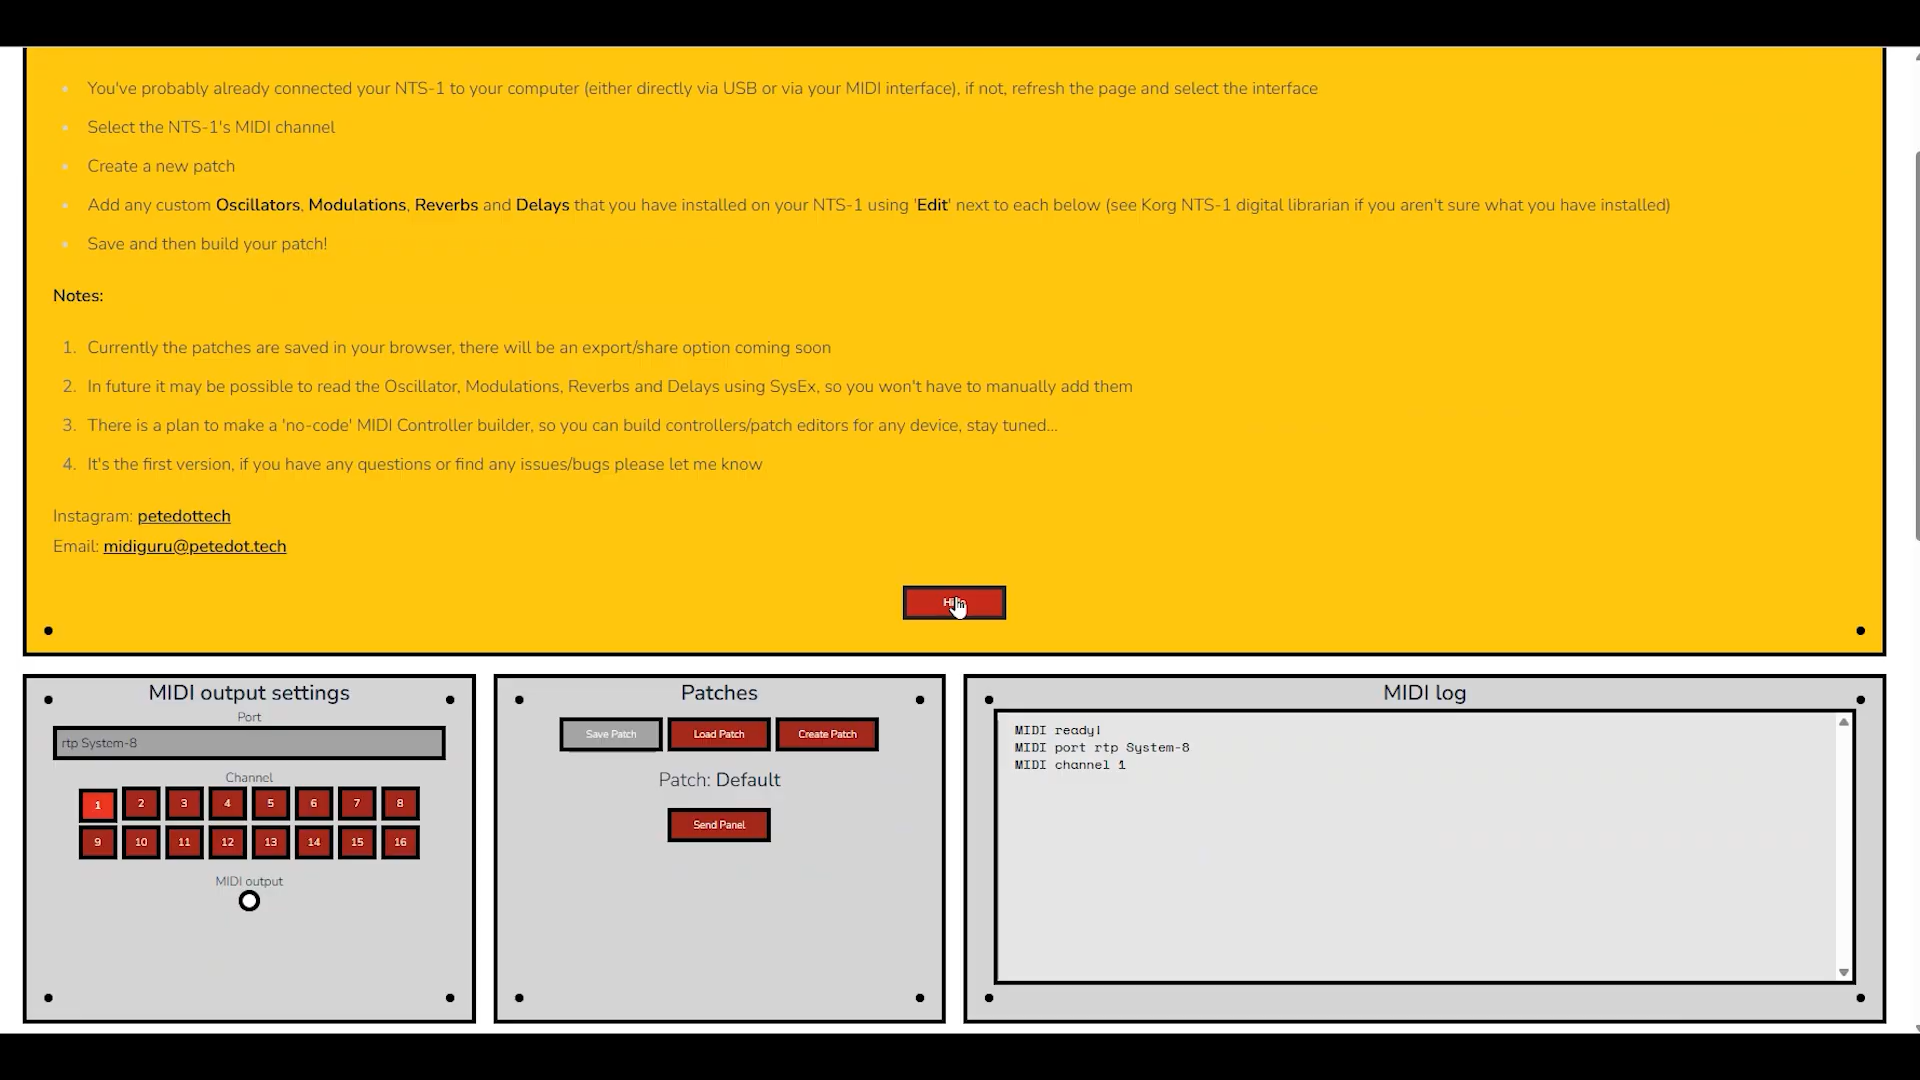 You've probably already connected your NTS-1 to your computer (either directly via USB or via your MIDI interface), if not, refresh the page and select the interface
Select the NTS-1's MIDI channel
Create a new patch
Add any custom Oscillators, Modulations, Reverbs and Delays that you have installed on your NTS-1 using 'Edit' next to each below (see Korg NTS-1 digital librarian if you aren't sure what you have installed)
Save and then build your patch!
Notes:
1. Currently the patches are saved in your browser, there will be an export/share option coming soon
2. In future it may be possible to read the Oscillator, Modulations, Reverbs and Delays using SysEx, so you won't have to manually add them
3. There is a plan to make a 'no-code' MIDI Controller builder, so you can build controllers/patch editors for any device, stay tuned...
4. It's the first version, if you have any questions or find any issues/bugs please let me know
Instagram: petedottech
Email: midiguru@petedot.tech
MIDI output settings
Port
rtp System-8
Channel
1 2 3 4 5 6 7 8
9 10 11 12 13 14 15 16
MIDI output
Patches
Save Patch Load Patch Create Patch
Patch: Default
Send Panel
MIDI log
MIDI ready!
MIDI port rtp System-8
MIDI channel 1